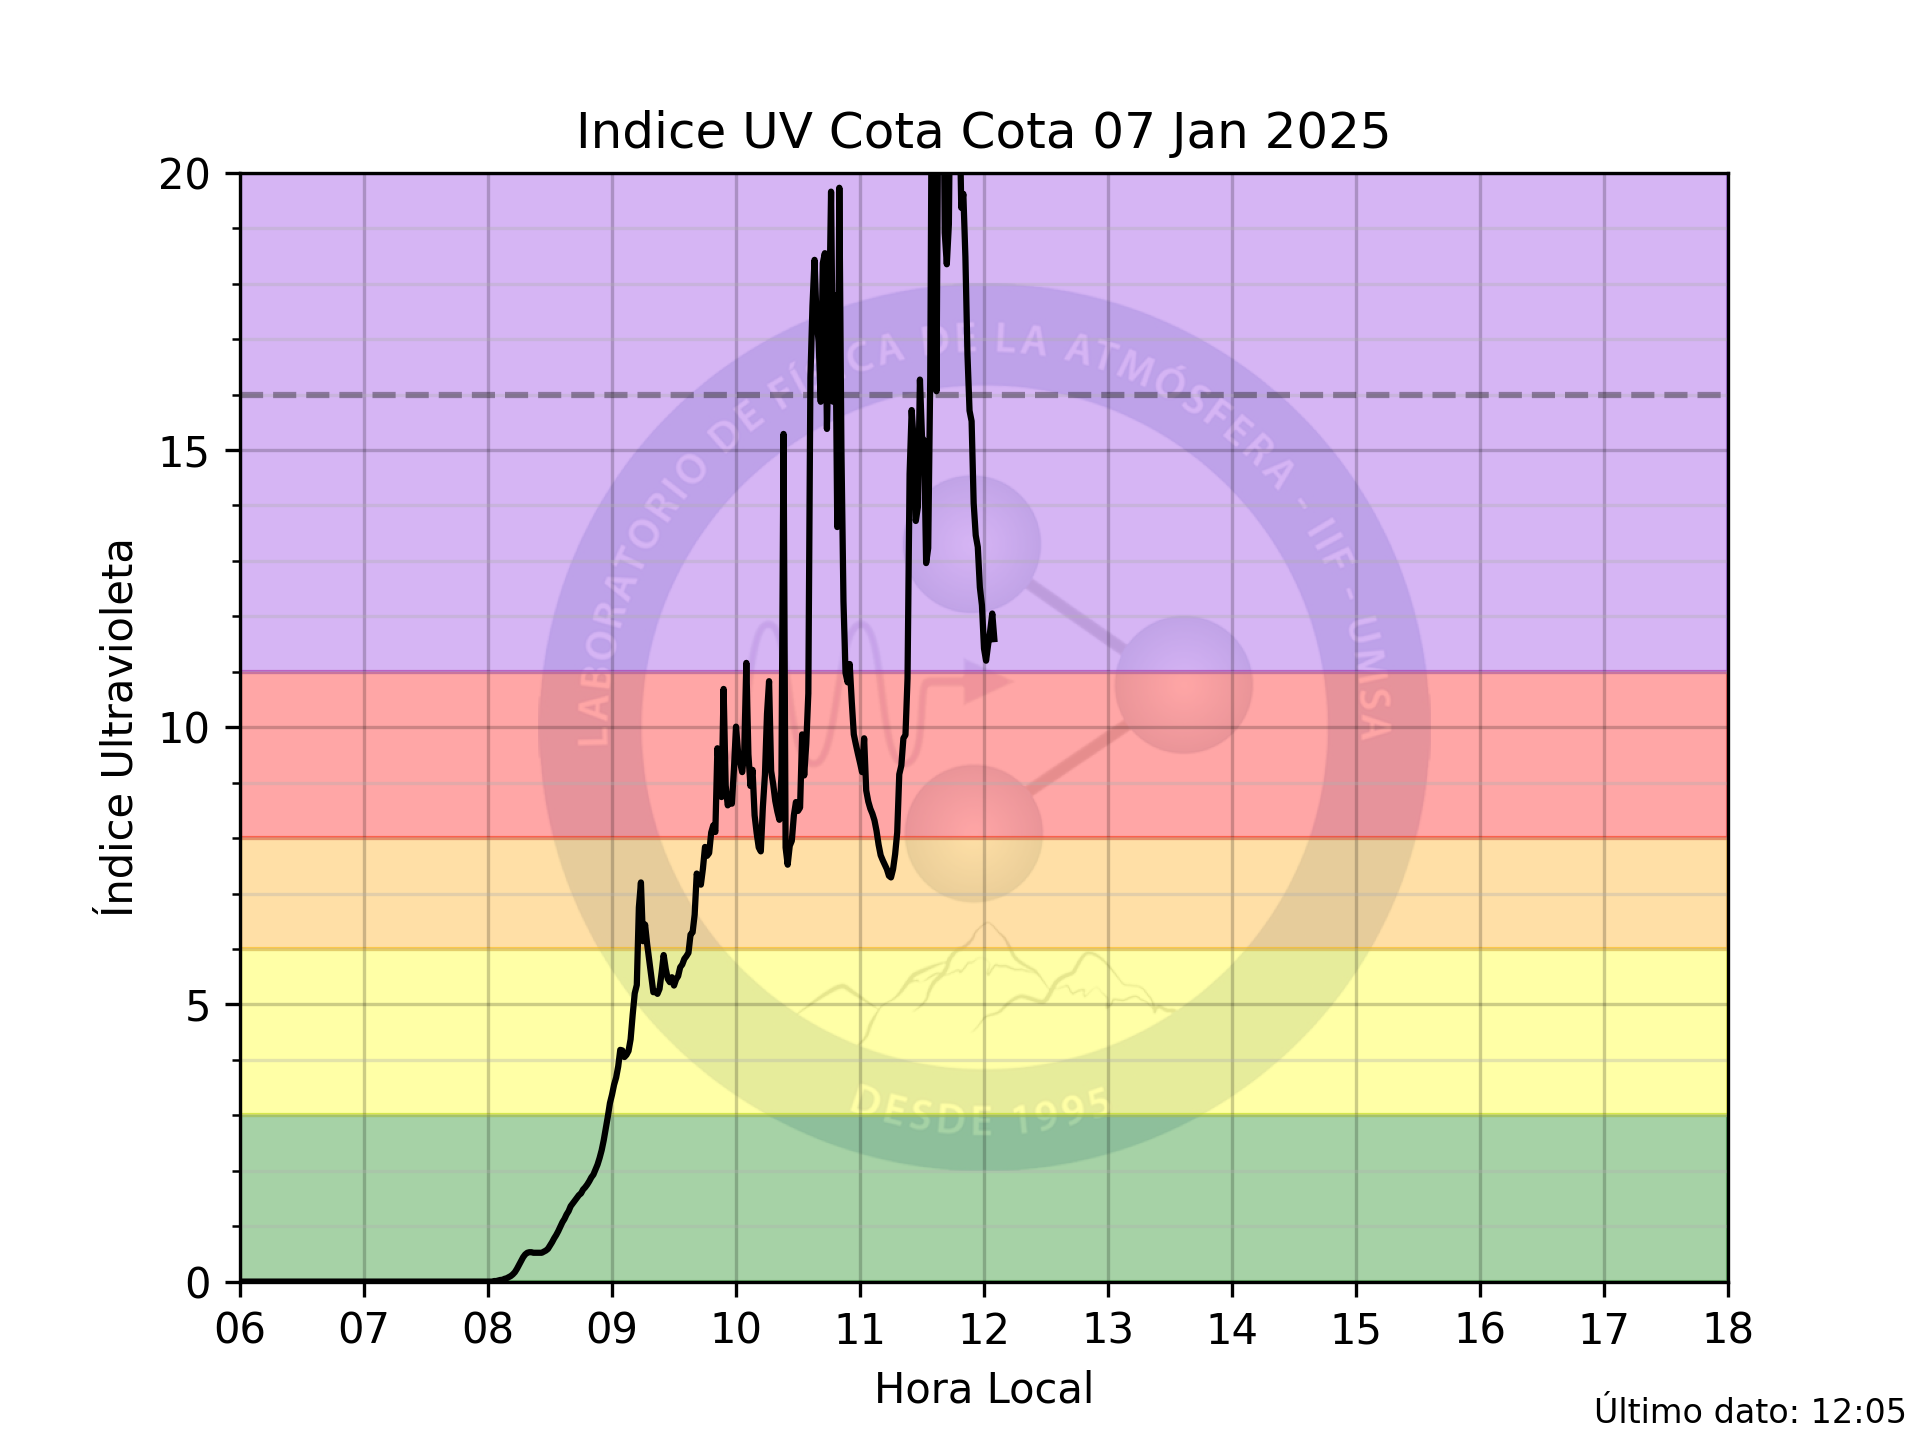 Indice UV Cota Cota 07 Jan 2025
20
15
10
5
0
Índice Ultravioleta
LABORATORIO DE FÍSICA DE LA ATMÓSFERA - IIF - UMSA
DESDE 1995
06 07 08 09 10 11 12 13 14 15 16 17 18
Hora Local
Último dato: 12:05